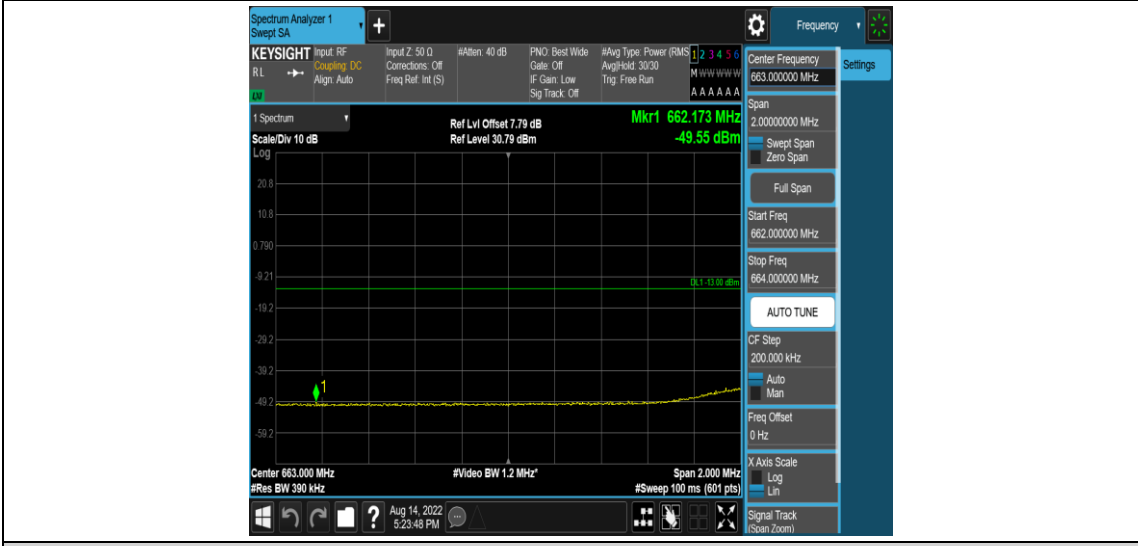 Spectrum Analyzer 1
Swept SA
+
Frequency
KEYSIGHT
RL
Input: RF
Coupling: DC
Align: Auto
Input Z: 50 Ω
Corrections: Off
Freq Ref: Int (S)
#Atten: 40 dB
PNO: Best Wide
Gate: Off
IF Gain: Low
Sig Track: Off
#Avg Type: Power (RMS
Avg|Hold: 30/30
Trig: Free Run
1 2 3 4 5 6
M W W W W W
A A A A A A
1 Spectrum
Scale/Div 10 dB
Log
Ref Lvl Offset 7.79 dB
Ref Level 30.79 dBm
Mkr1 662.173 MHz
-49.55 dBm
20.8
10.8
0.790
-9.21
DL1 -13.00 dBm
-19.2
-29.2
-39.2
1
-49.2
-59.2
Center 663.000 MHz
#Video BW 1.2 MHz*
Span 2.000 MHz
#Res BW 390 kHz
#Sweep 100 ms (601 pts)
?
Aug 14, 2022
5:23:48 PM
Center Frequency
663.000000 MHz
Settings
Span
2.00000000 MHz
Swept Span
Zero Span
Full Span
Start Freq
662.000000 MHz
Stop Freq
664.000000 MHz
AUTO TUNE
CF Step
200.000 kHz
Auto
Man
Freq Offset
0 Hz
X Axis Scale
Log
Lin
Signal Track
(Span Zoom)